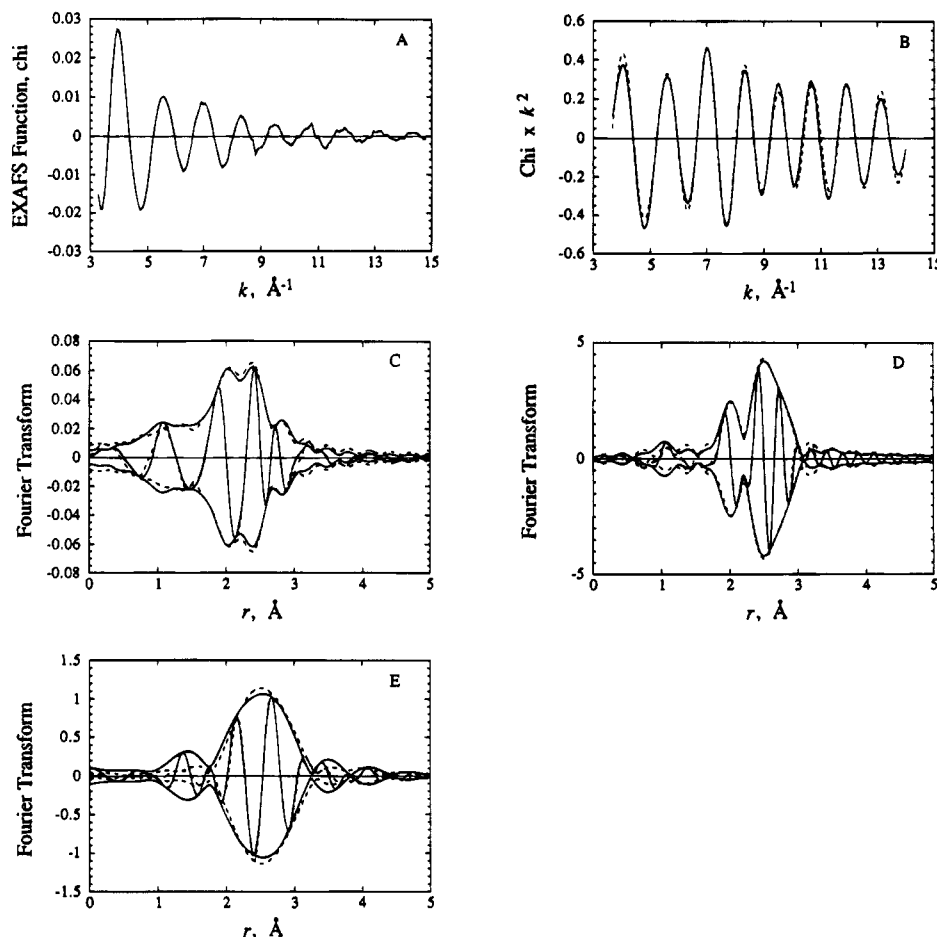 A
EXAFS Function, chi
0.03
0.02
0.01
0
-0.01
-0.02
-0.03
3 5 7 9 11 13 15
k, Å-1
B
Chi x k2
0.6
0.4
0.2
0
-0.2
-0.4
-0.6
3 5 7 9 11 13 15
k, Å-1
C
Fourier Transform
0.08
0.06
0.04
0.02
0
-0.02
-0.04
-0.06
-0.08
0 1 2 3 4 5
r, Å
D
Fourier Transform
5
0
-5
0 1 2 3 4 5
r, Å
E
Fourier Transform
1.5
1
0.5
0
-0.5
-1
-1.5
0 1 2 3 4 5
r, Å